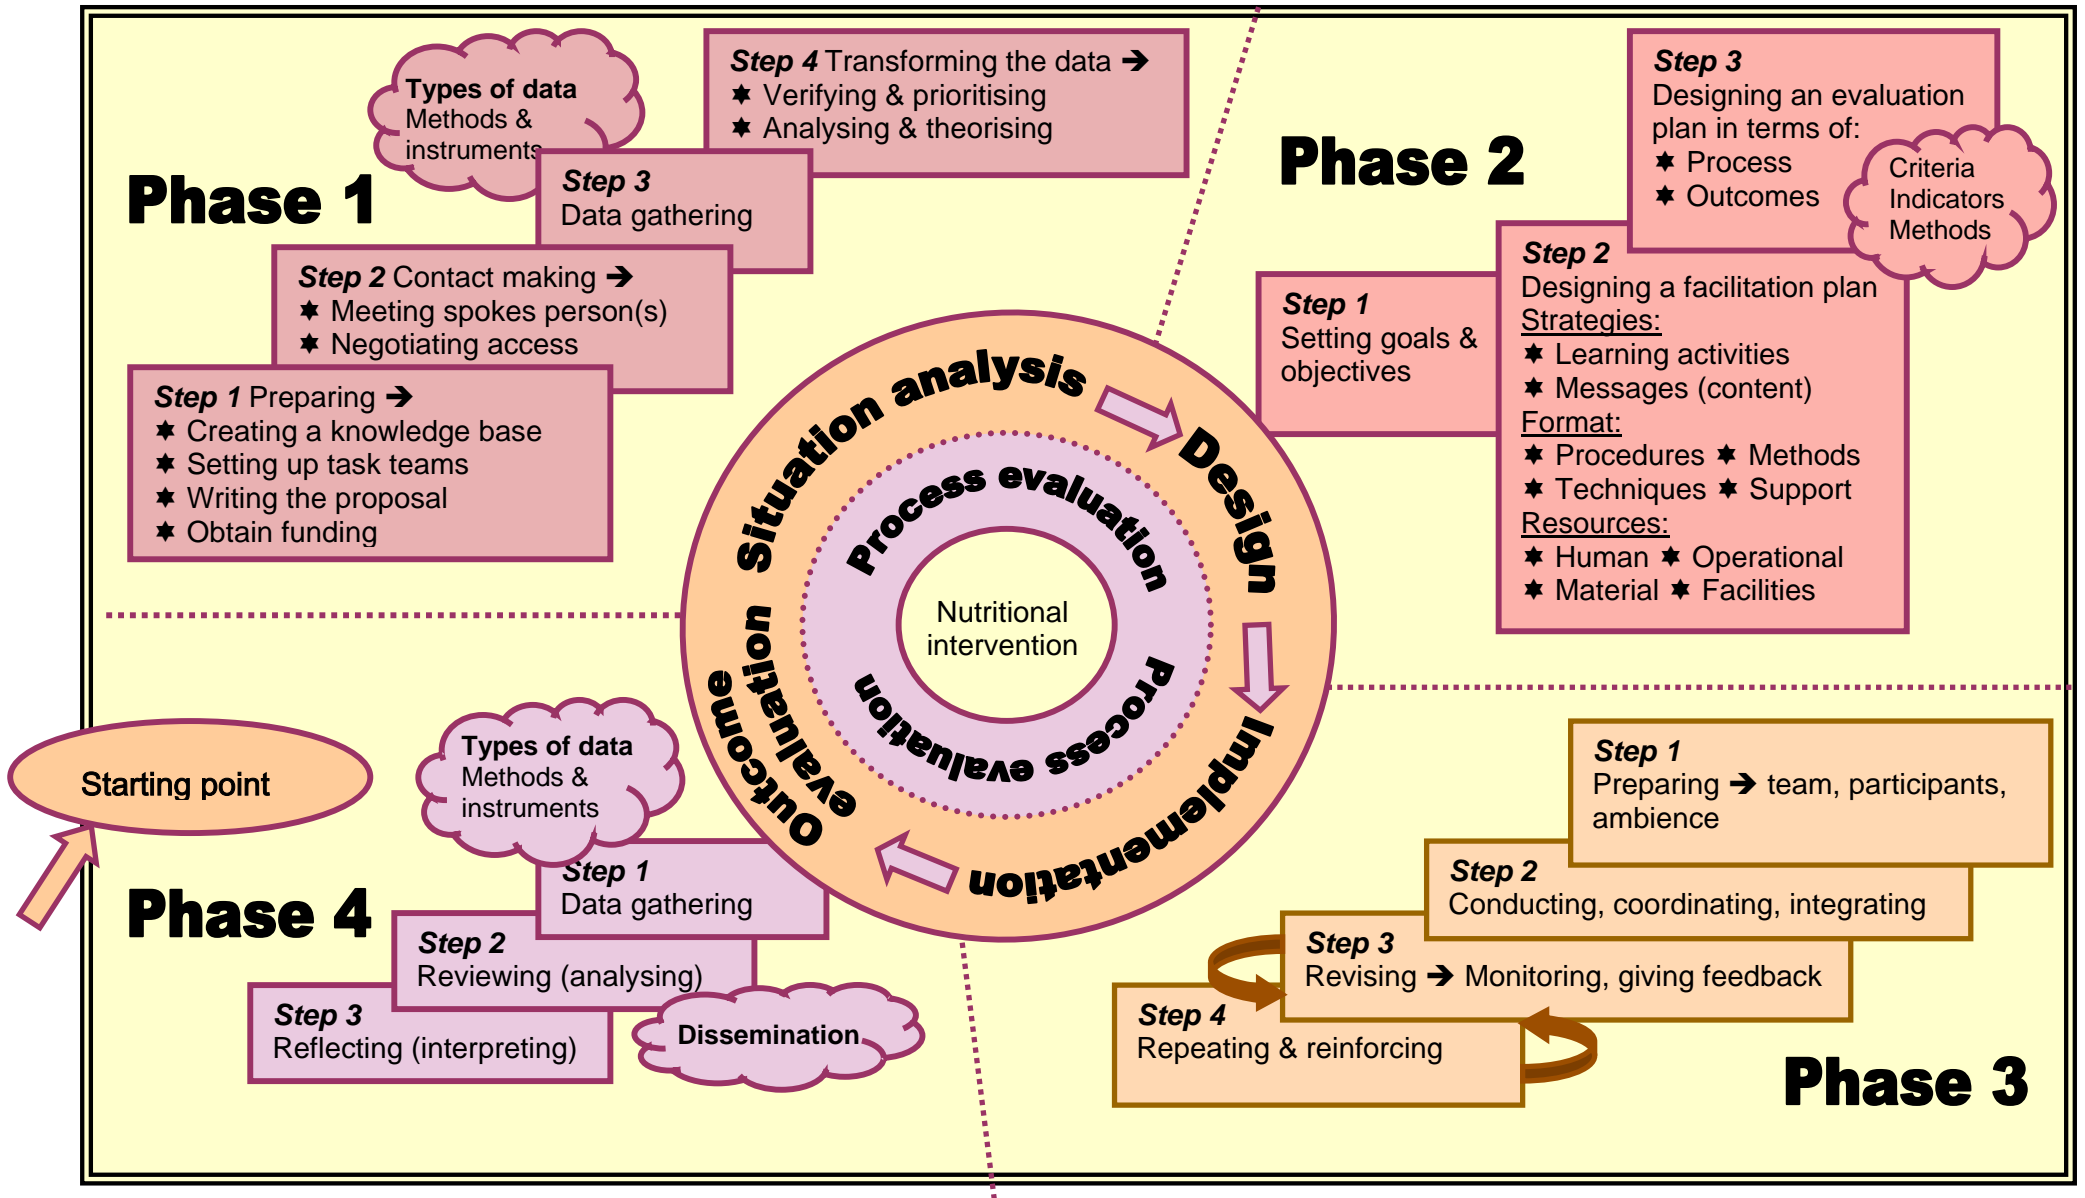 Phase 1
Types of data
Methods &
instruments
Step 4 Transforming the data ➔
✶ Verifying & prioritising
✶ Analysing & theorising
Step 3
Data gathering
Step 2 Contact making ➔
✶ Meeting spokes person(s)
✶ Negotiating access
Step 1 Preparing ➔
✶ Creating a knowledge base
✶ Setting up task teams
✶ Writing the proposal
✶ Obtain funding
Phase 2
Step 3
Designing an evaluation
plan in terms of:
✶ Process
✶ Outcomes
Criteria
Indicators
Methods
Step 1
Setting goals &
objectives
Step 2
Designing a facilitation plan
Strategies:
✶ Learning activities
✶ Messages (content)
Format:
✶ Procedures ✶ Methods
✶ Techniques ✶ Support
Resources:
✶ Human ✶ Operational
✶ Material ✶ Facilities
Situation analysis
Design
Implementation
Outcome
evaluation
Process evaluation
Process evaluation
Nutritional
intervention
Step 1
Preparing ➔ team, participants,
ambience
Step 2
Conducting, coordinating, integrating
Step 3
Revising ➔ Monitoring, giving feedback
Step 4
Repeating & reinforcing
Phase 3
Starting point
Phase 4
Types of data
Methods &
instruments
Step 1
Data gathering
Step 2
Reviewing (analysing)
Step 3
Reflecting (interpreting)
Dissemination